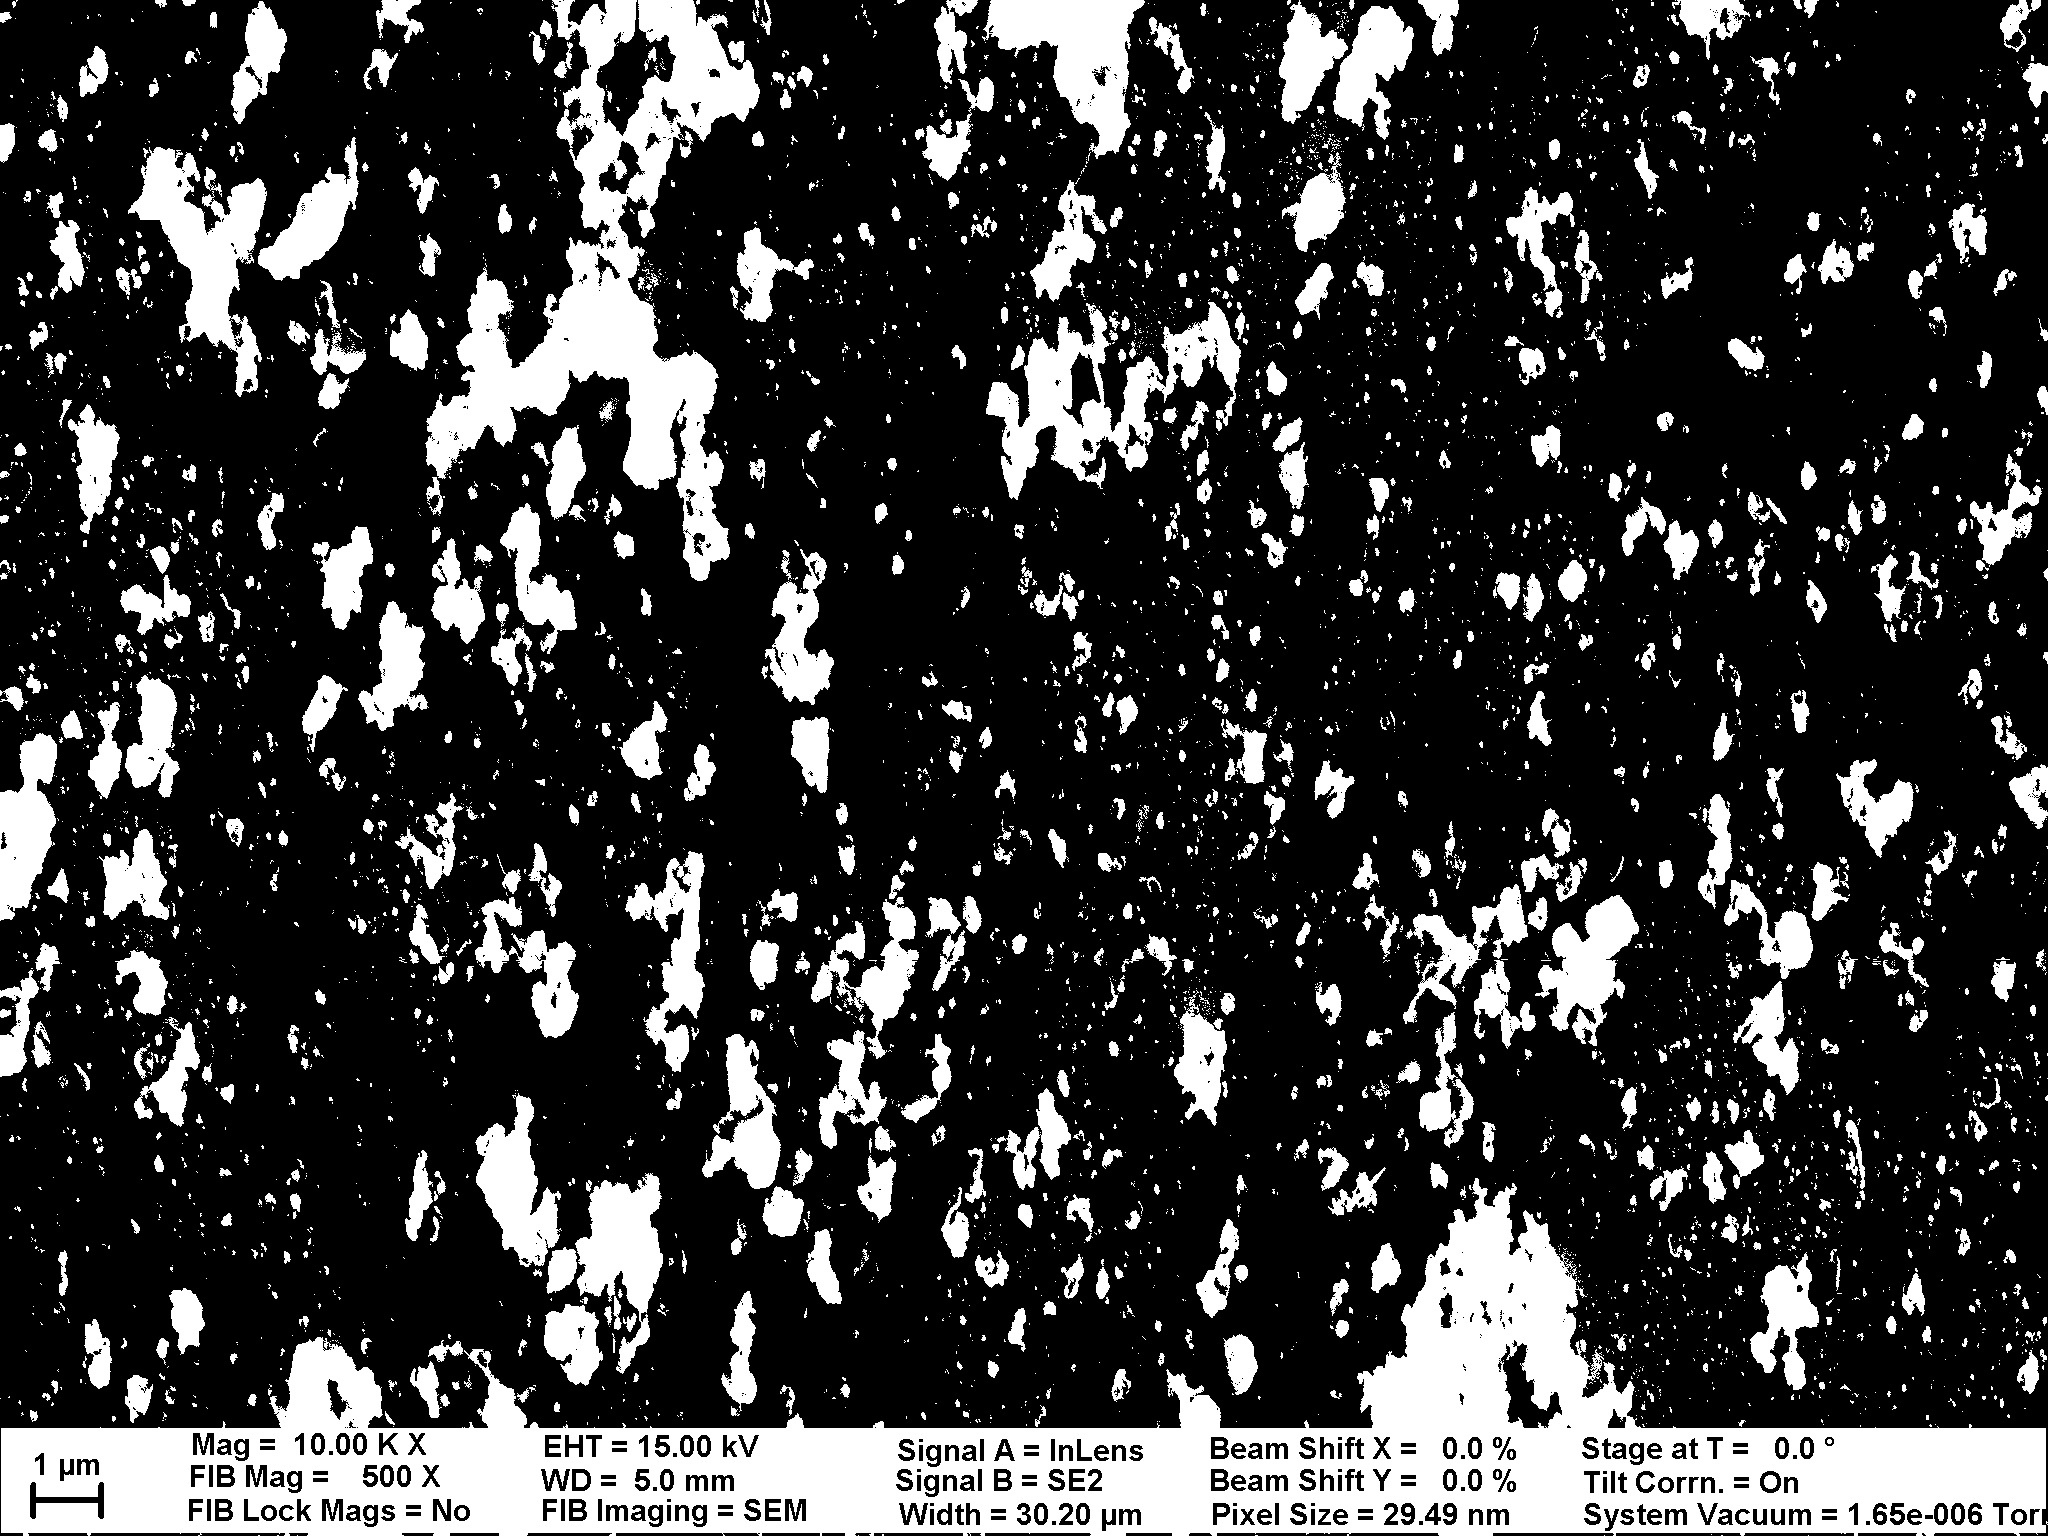 1 µm
Mag = 10.00 K X
FIB Mag = 500 X
FIB Lock Mags = No
EHT = 15.00 kV
WD = 5.0 mm
FIB Imaging = SEM
Signal A = InLens
Signal B = SE2
Width = 30.20 µm
Beam Shift X = 0.0 %
Beam Shift Y = 0.0 %
Pixel Size = 29.49 nm
Stage at T = 0.0 °
Tilt Corrn. = On
System Vacuum = 1.65e-006 Torr